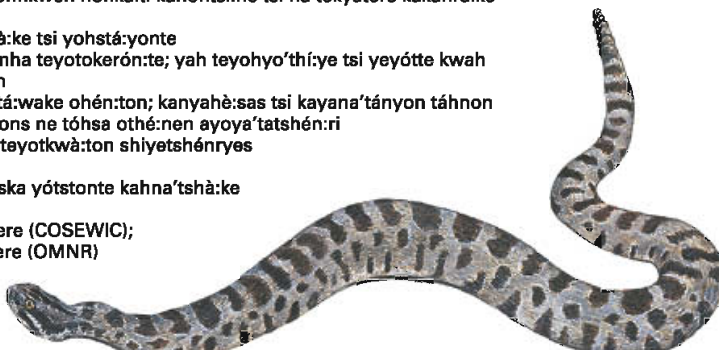 à:ke tsi yohstá:yonte
nha teyotokerón:te; yah teyohyo’thí:ye tsi yeyótte kwah
n
tá:wake ohén:ton; kanyahè:sas tsi kayana’tányon táhnon
ons ne tóhsa othé:nen ayoya’tatshén:ri
teyotkwà:ton shiyetshénryes
ska yótstonte kahna’tshà:ke
ere (COSEWIC);
ere (OMNR)